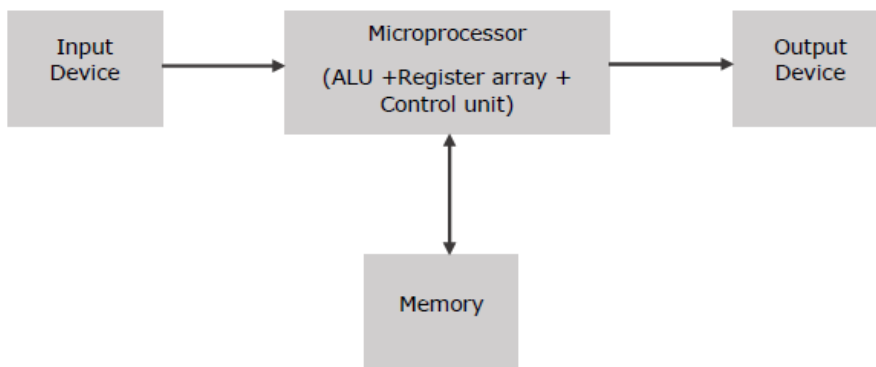 Input
Device
Microprocessor
(ALU +Register array +
Control unit)
Output
Device
Memory